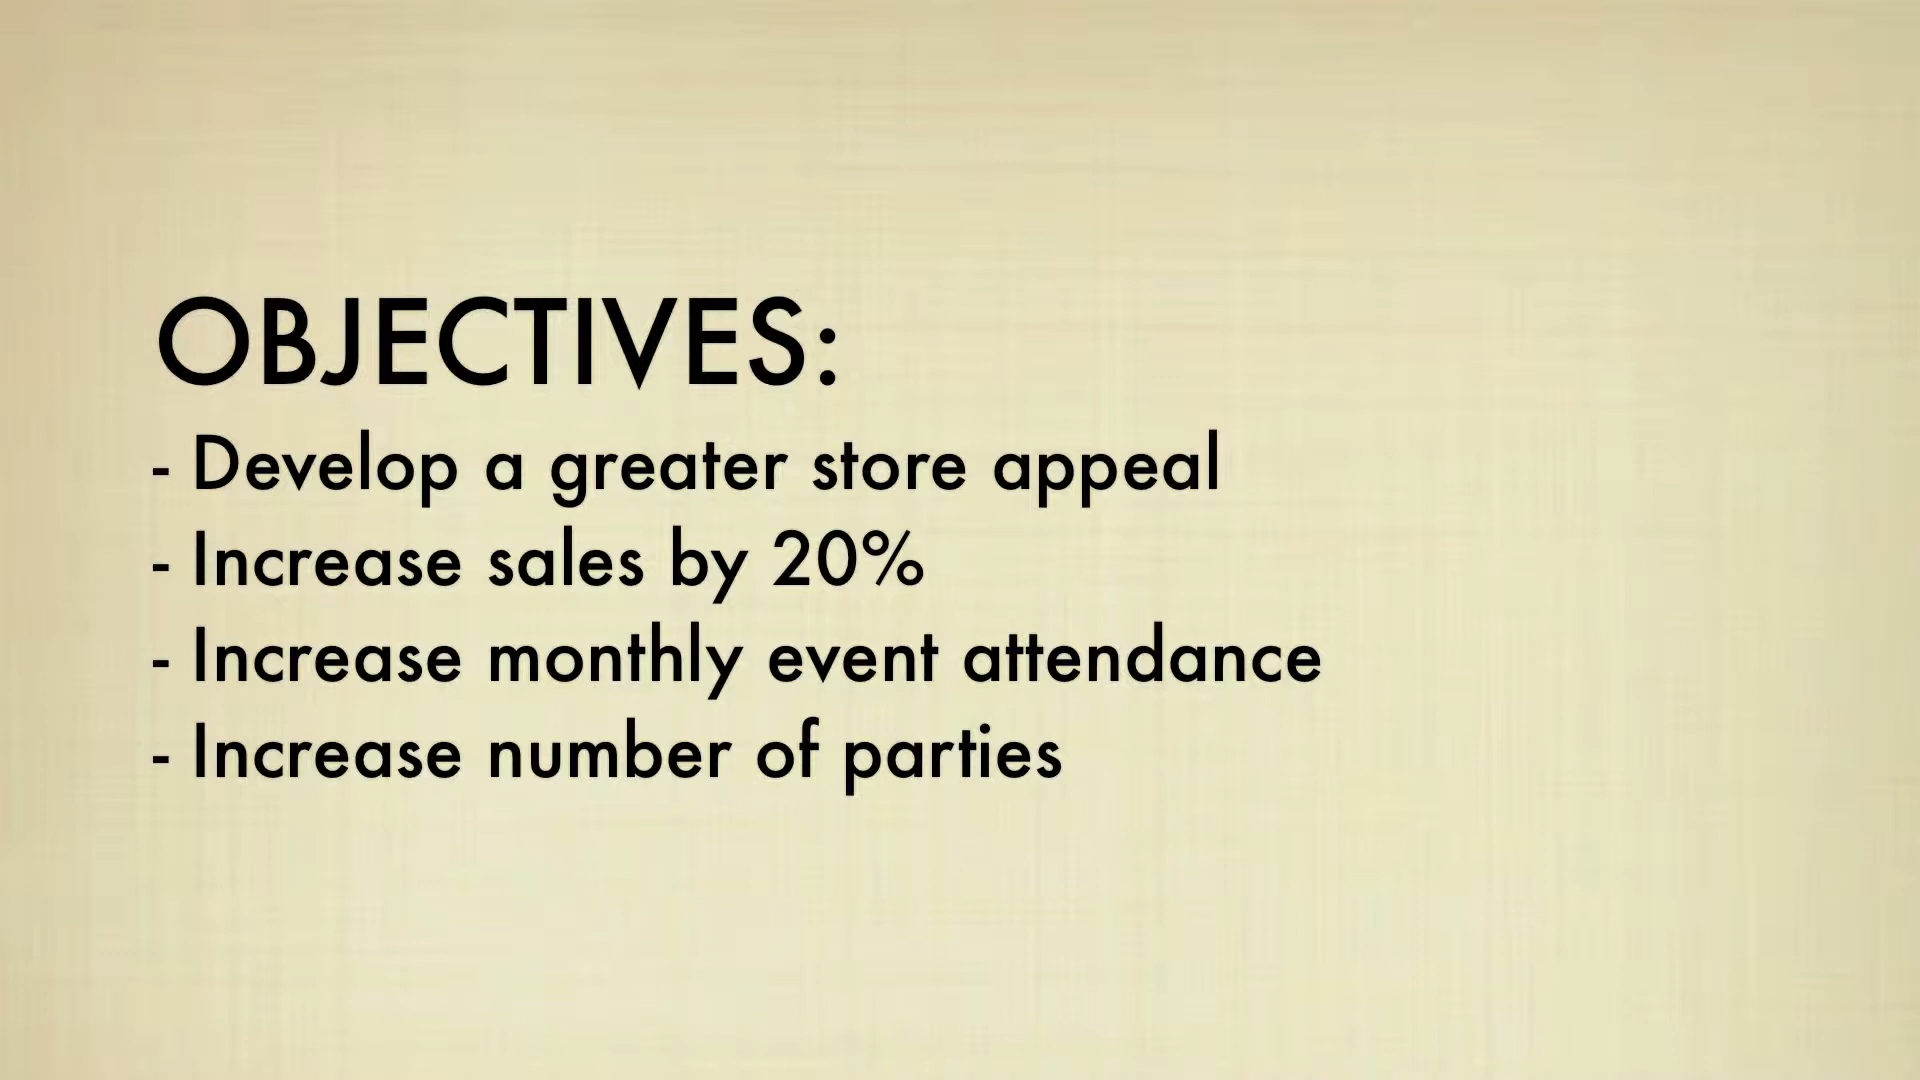 OBJECTIVES:
- Develop a greater store appeal
- Increase sales by 20%
- Increase monthly event attendance
- Increase number of parties